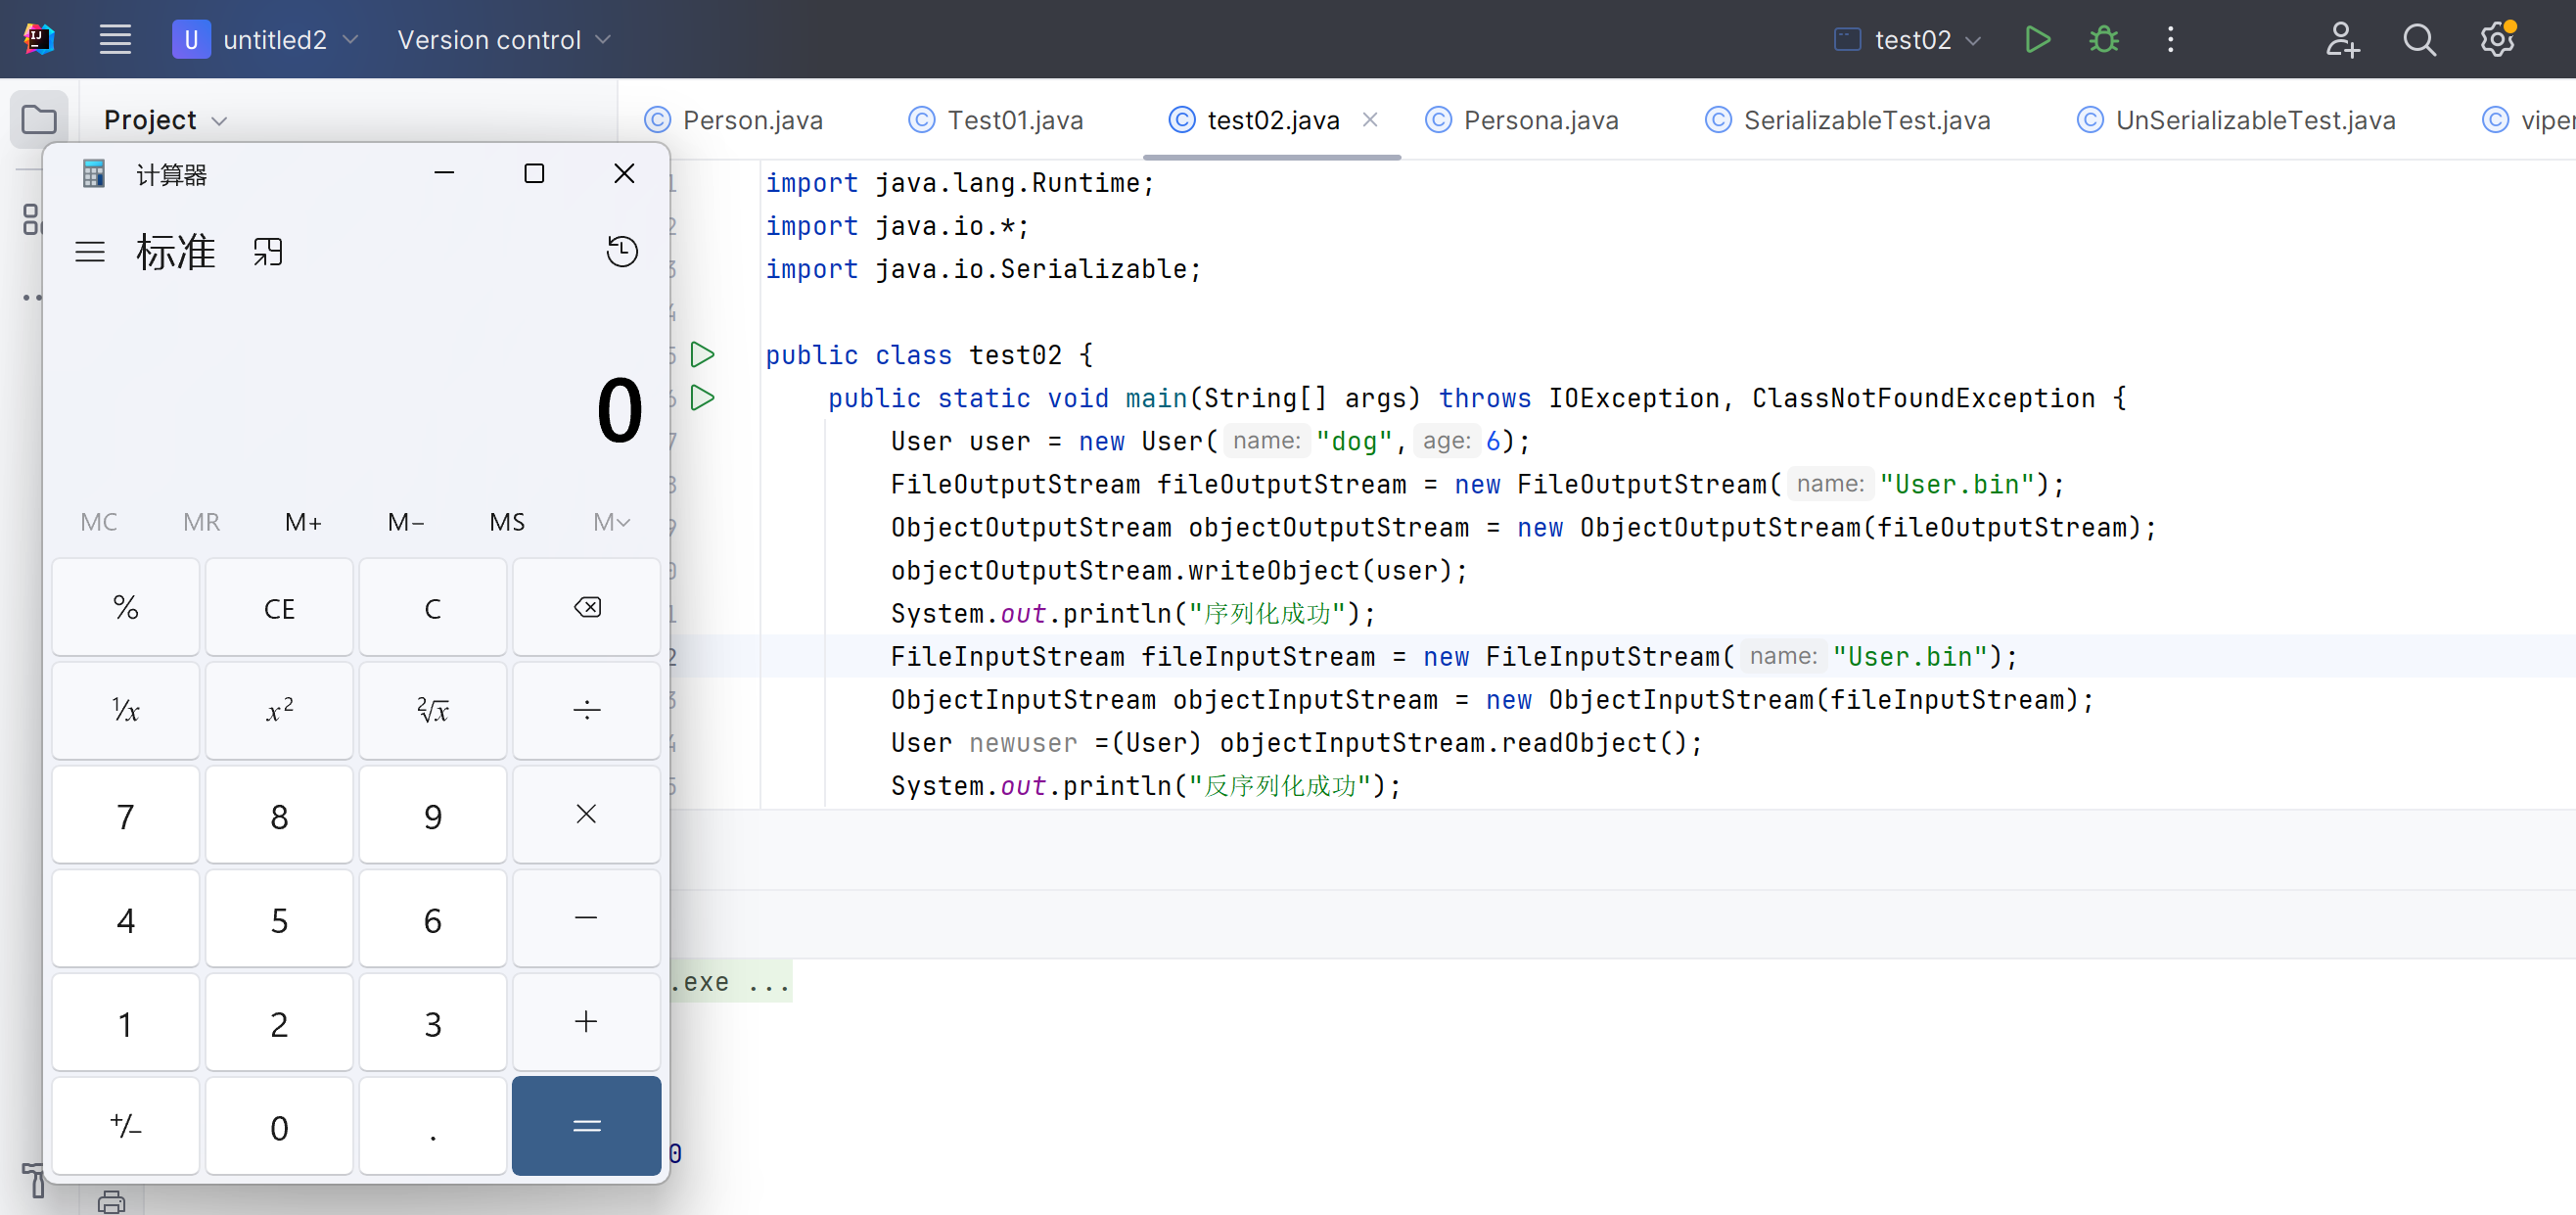 untitled2
Version control
test02
Project
Person.java
Test01.java
test02.java
Persona.java
SerializableTest.java
UnSerializableTest.java
计算器
标准
0
MC MR M+ M− MS M
% CE C
¹/x x² ²√x ÷
7 8 9 ×
4 5 6 −
1 2 3 +
+/− 0 . =
import java.lang.Runtime;
import java.io.*;
import java.io.Serializable;
public class test02 {
public static void main(String[] args) throws IOException, ClassNotFoundException {
User user = new User( name: "dog", age: 6);
FileOutputStream fileOutputStream = new FileOutputStream( name: "User.bin");
ObjectOutputStream objectOutputStream = new ObjectOutputStream(fileOutputStream);
objectOutputStream.writeObject(user);
System.out.println("序列化成功");
FileInputStream fileInputStream = new FileInputStream( name: "User.bin");
ObjectInputStream objectInputStream = new ObjectInputStream(fileInputStream);
User newuser =(User) objectInputStream.readObject();
System.out.println("反序列化成功");
.exe ...
0